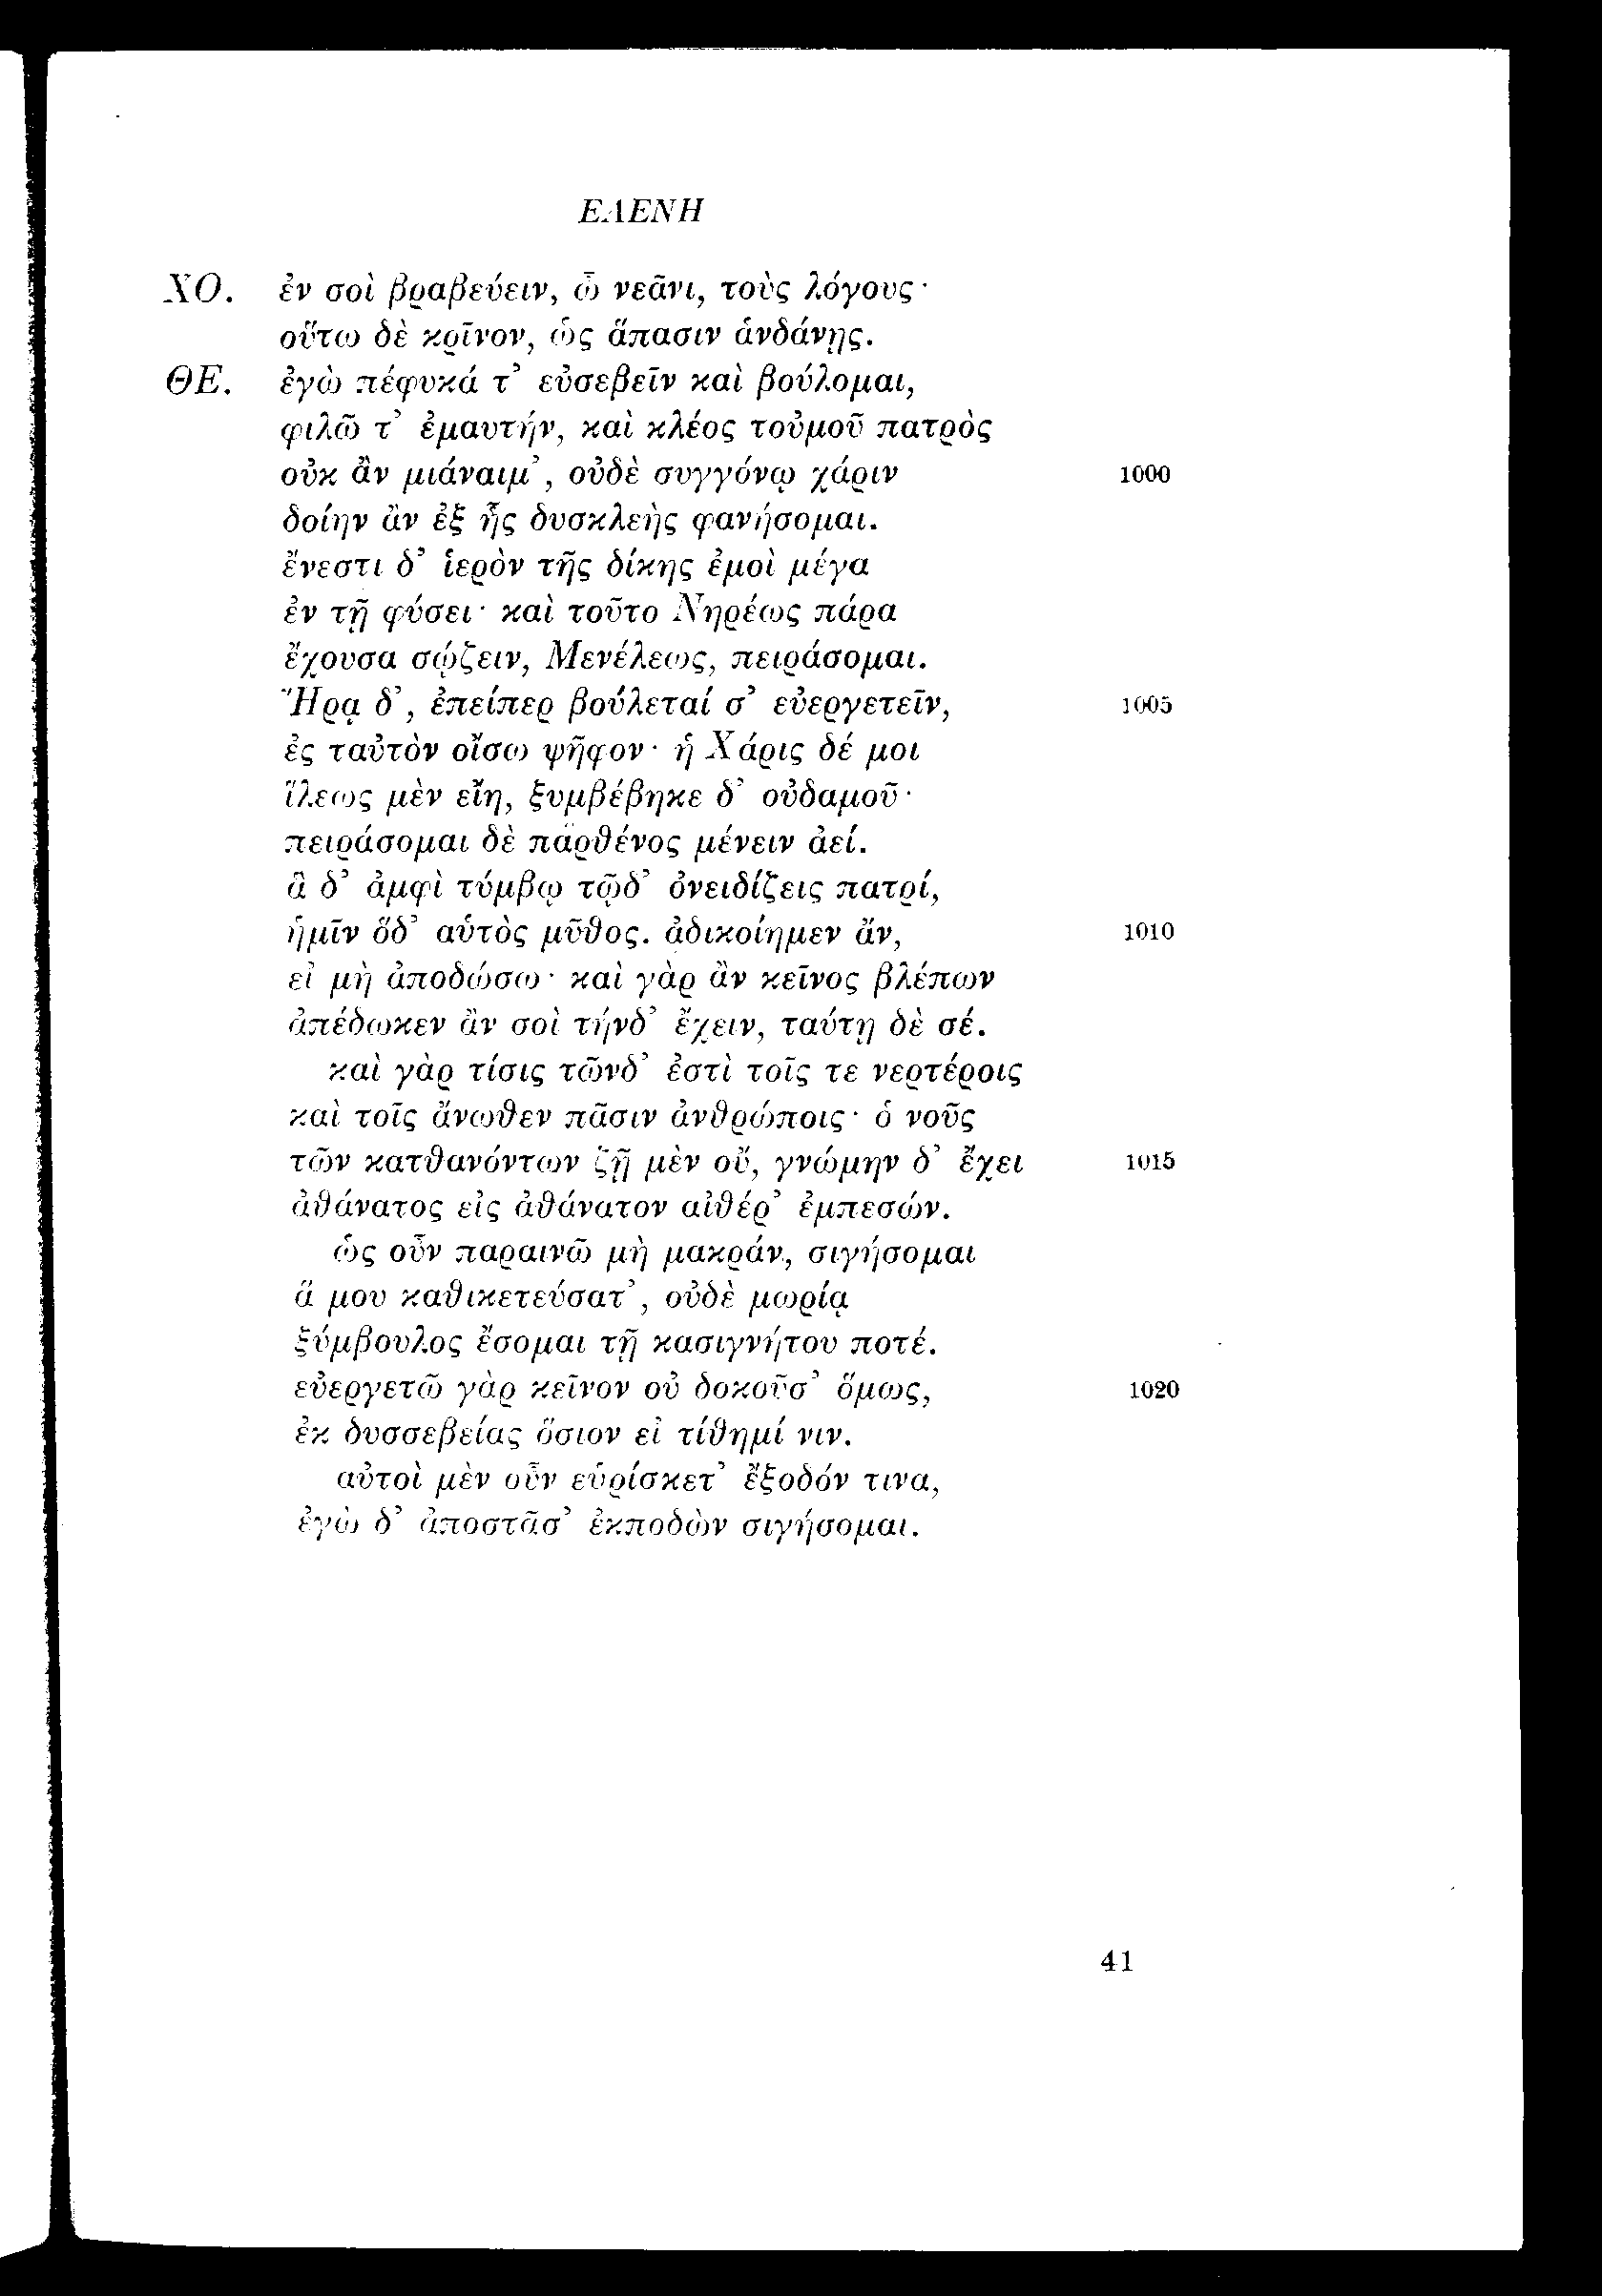 ΕΛΕΝΗ
ΧΟ. ἐν σοὶ βραβεύειν, ὦ νεᾶνι, τοὺς λόγους·
οὕτω δὲ κρῖνον, ὡς ἅπασιν ἁνδάνῃς.
ΘΕ. ἐγὼ πέφυκά τ’ εὐσεβεῖν καὶ βούλομαι,
φιλῶ τ’ ἐμαυτήν, καὶ κλέος τοὐμοῦ πατρὸς
οὐκ ἂν μιάναιμ’, οὐδὲ συγγόνῳ χάριν 1000
δοίην ἂν ἐξ ἧς δυσκλεὴς φανήσομαι.
ἔνεστι δ’ ἱερὸν τῆς δίκης ἐμοὶ μέγα
ἐν τῇ φύσει· καὶ τοῦτο Νηρέως πάρα
ἔχουσα σῴζειν, Μενέλεως, πειράσομαι.
Ἥρᾳ δ’, ἐπείπερ βούλεταί σ’ εὐεργετεῖν, 1005
ἐς ταὐτὸν οἴσω ψῆφον· ἡ Χάρις δέ μοι
ἵλεως μὲν εἴη, ξυμβέβηκε δ’ οὐδαμοῦ·
πειράσομαι δὲ παρθένος μένειν ἀεί.
ἃ δ’ ἀμφὶ τύμβῳ τῷδ’ ὀνειδίζεις πατρί,
ἡμῖν ὅδ’ αὑτὸς μῦθος. ἀδικοίημεν ἄν, 1010
εἰ μὴ ἀποδώσω· καὶ γὰρ ἂν κεῖνος βλέπων
ἀπέδωκεν ἂν σοὶ τήνδ’ ἔχειν, ταύτῃ δὲ σέ.
καὶ γὰρ τίσις τῶνδ’ ἐστὶ τοῖς τε νερτέροις
καὶ τοῖς ἄνωθεν πᾶσιν ἀνθρώποις· ὁ νοῦς
τῶν κατθανόντων ζῇ μὲν οὔ, γνώμην δ’ ἔχει 1015
ἀθάνατος εἰς ἀθάνατον αἰθέρ’ ἐμπεσών.
ὡς οὖν παραινῶ μὴ μακράν, σιγήσομαι
ἅ μου καθικετεύσατ’, οὐδὲ μωρίᾳ
ξύμβουλος ἔσομαι τῇ κασιγνήτου ποτέ.
εὐεργετῶ γὰρ κεῖνον οὐ δοκοῦσ’ ὅμως, 1020
ἐκ δυσσεβείας ὅσιον εἰ τίθημί νιν.
αὐτοὶ μὲν οὖν εὑρίσκετ’ ἔξοδόν τινα,
ἐγὼ δ’ ἀποστᾶσ’ ἐκποδὼν σιγήσομαι.
41